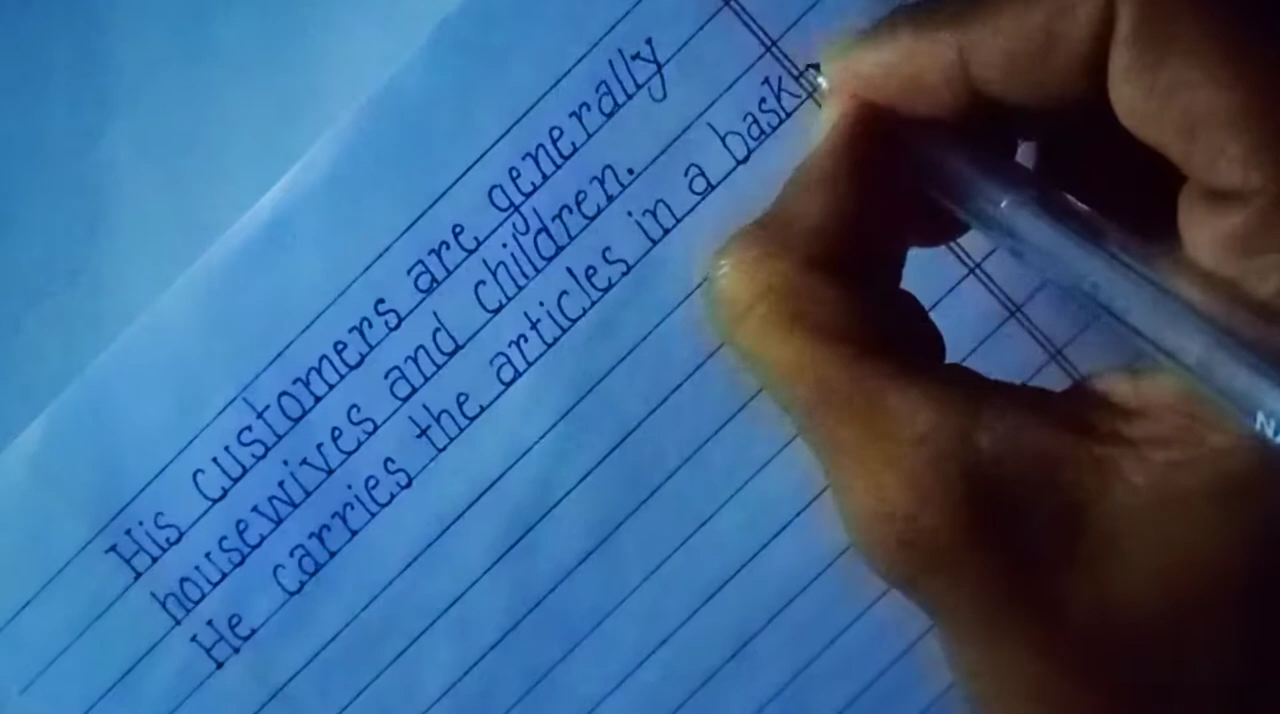 His customers are generally
housewives and children.
He carries the articles in a bask